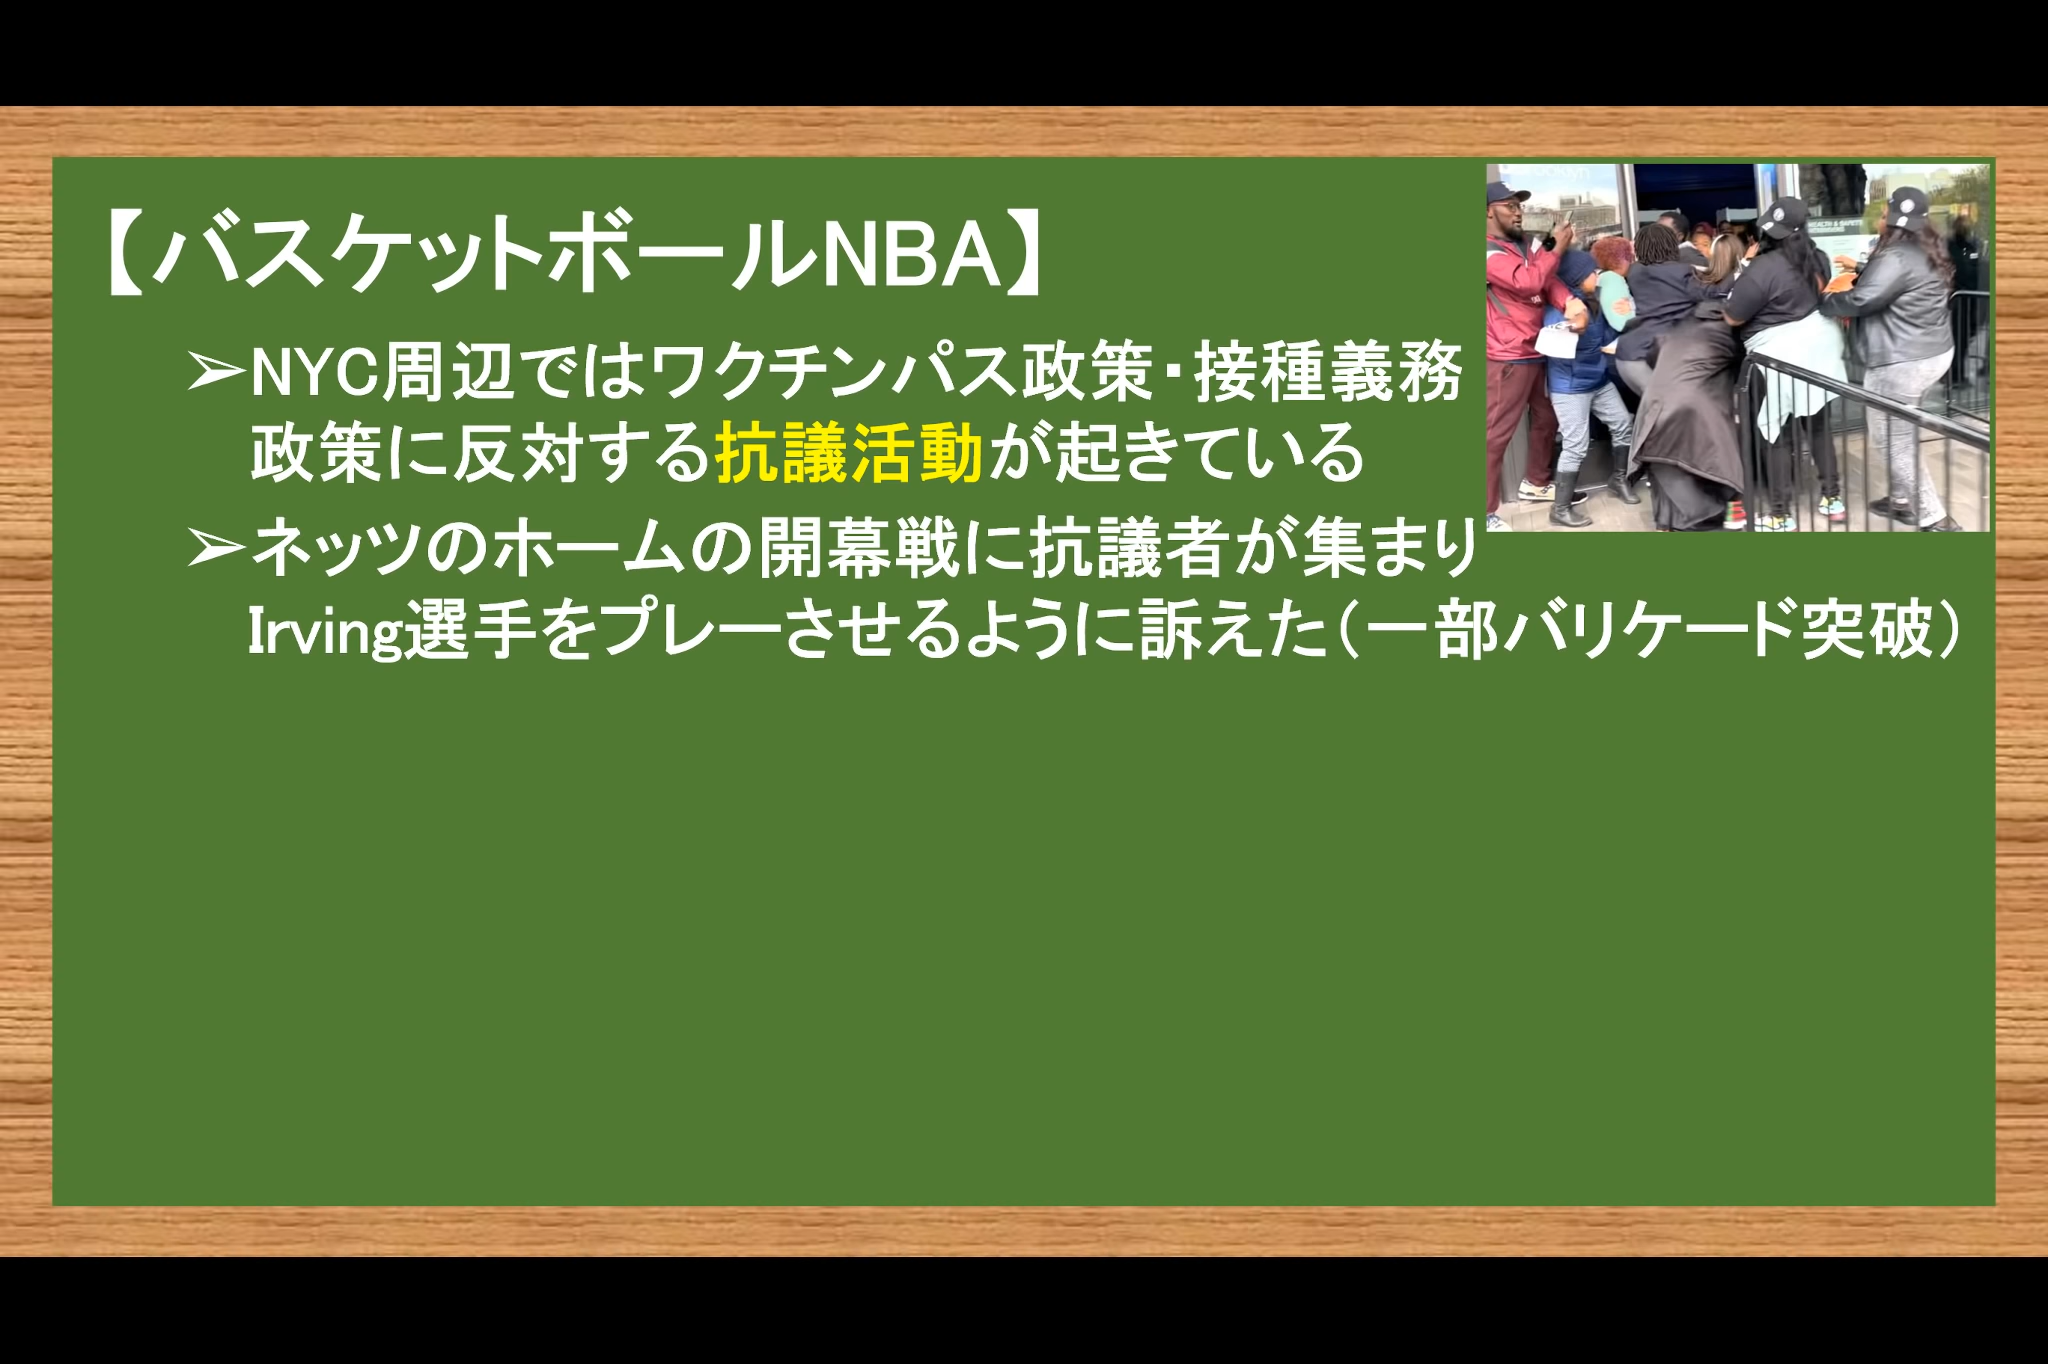 【バスケットボールNBA】
➢NYC周辺ではワクチンパス政策・接種義務
政策に反対する抗議活動が起きている
➢ネッツのホームの開幕戦に抗議者が集まり
Irving選手をプレーさせるように訴えた（一部バリケード突破）
HEALTH & SAFETY